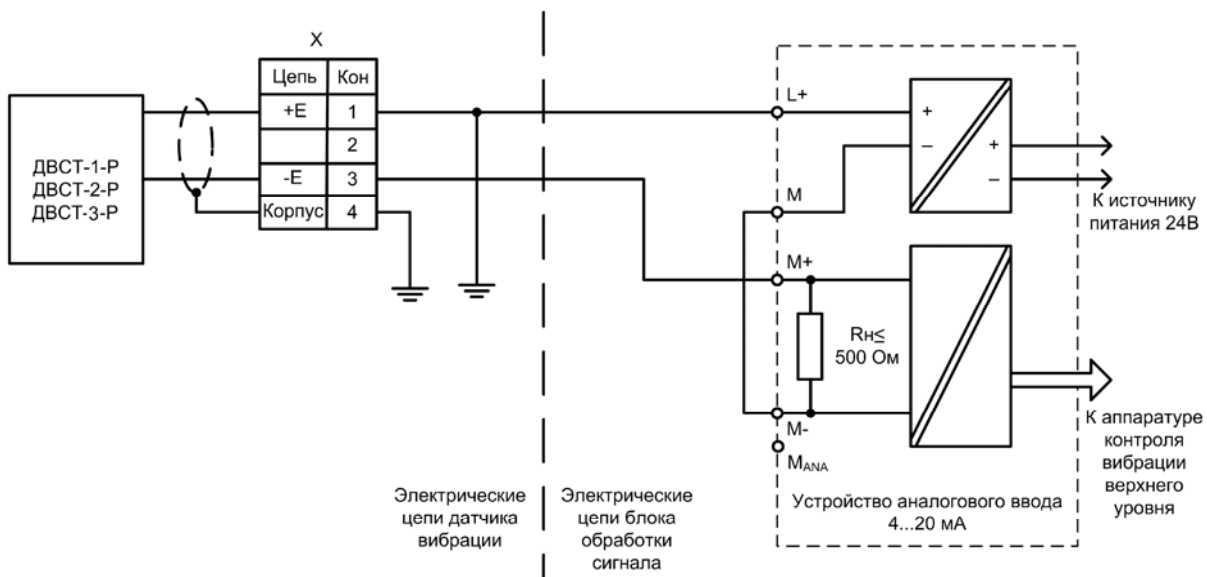 X
Цепь Кон
+E 1
2
-E 3
Корпус 4
ДВСТ-1-Р
ДВСТ-2-Р
ДВСТ-3-Р
L+
+
–
+
–
M
К источнику
питания 24В
M+
Rн≤
500 Ом
M-
MANA
К аппаратуре
контроля
вибрации
верхнего
уровня
Устройство аналогового ввода
4...20 мА
Электрические
цепи датчика
вибрации
Электрические
цепи блока
обработки
сигнала